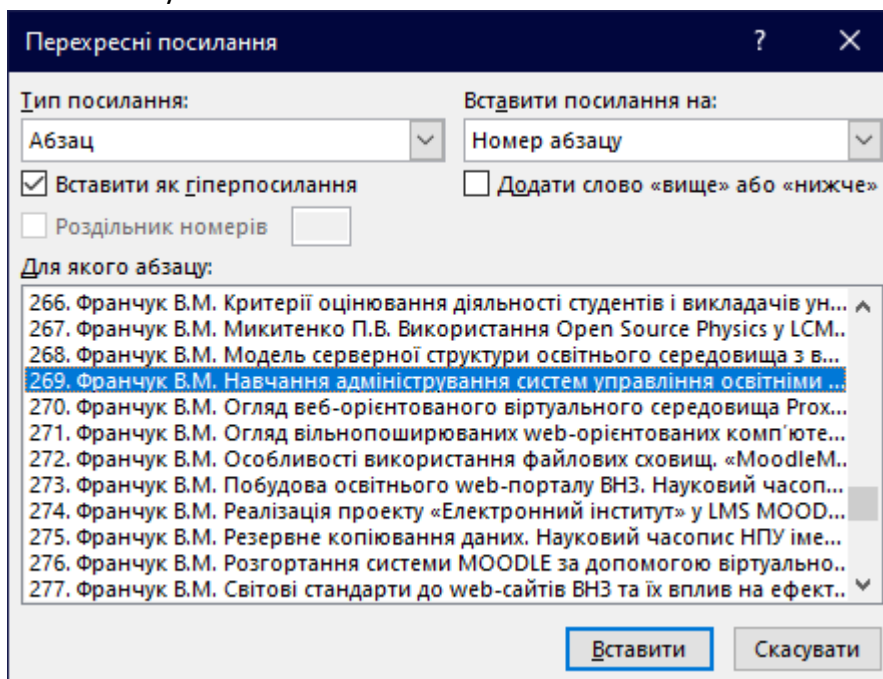 Перехресні посилання ? ×
Тип посилання: Вставити посилання на:
Абзац Номер абзацу
Вставити як гіперпосилання Додати слово «вище» або «нижче»
Роздільник номерів
Для якого абзацу:
266. Франчук В.М. Критерії оцінювання діяльності студентів і викладачів ун...
267. Франчук В.М. Микитенко П.В. Використання Open Source Physics у LCM..
268. Франчук В.М. Модель серверної структури освітнього середовища з в...
269. Франчук В.М. Навчання адміністрування систем управління освітніми ...
270. Франчук В.М. Огляд веб-орієнтованого віртуального середовища Prox...
271. Франчук В.М. Огляд вільнопоширюваних web-орієнтованих комп'юте...
272. Франчук В.М. Особливості використання файлових сховищ. «MoodleM..
273. Франчук В.М. Побудова освітнього web-порталу ВНЗ. Науковий часоп...
274. Франчук В.М. Реалізація проекту «Електронний інститут» у LMS MOOD...
275. Франчук В.М. Резервне копіювання даних. Науковий часопис НПУ іме...
276. Франчук В.М. Розгортання системи MOODLE за допомогою віртуально..
277. Франчук В.М. Світові стандарти до web-сайтів ВНЗ та їх вплив на ефект..
Вставити Скасувати